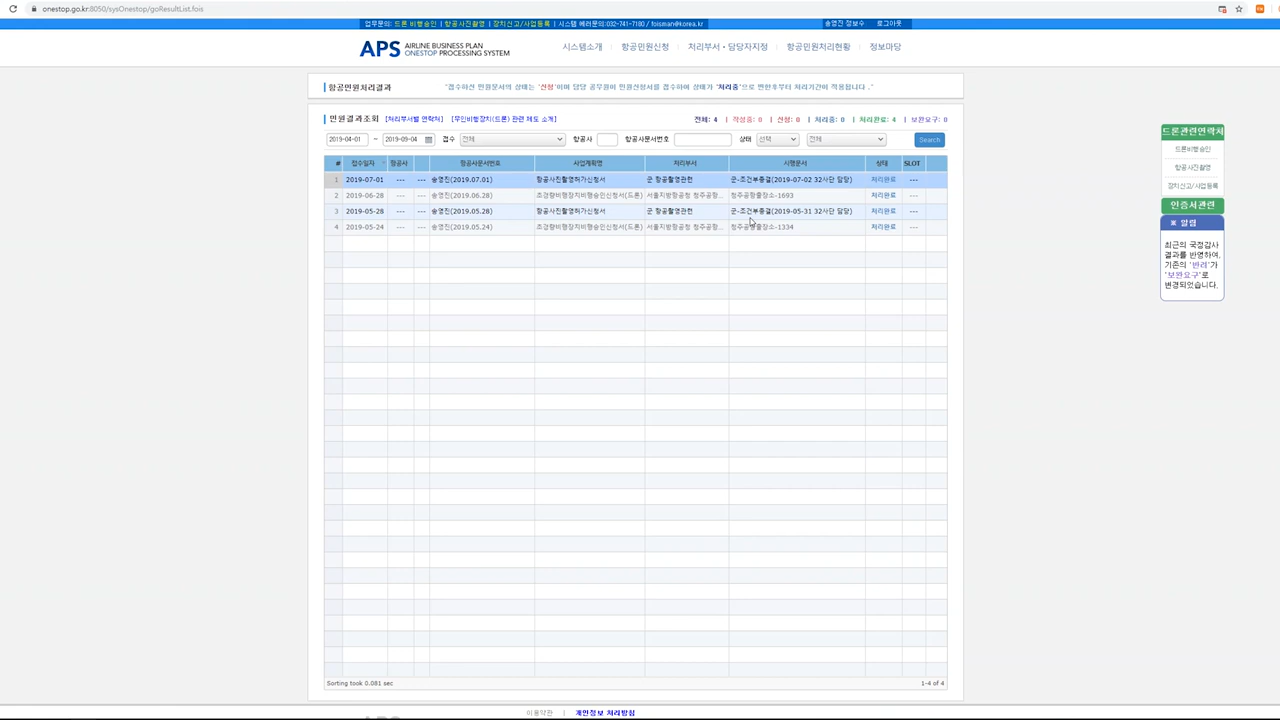 onestop.go.kr:8050/sysOnestop/goResultList.fois
업무문의: 드론 비행승인 | 항공사진촬영 | 장치신고/사업등록 | 시스템 에러문의:032-741-7180 / foisman@korea.kr
송영진 정보수 로그아웃
APS AIRLINE BUSINESS PLAN ONESTOP PROCESSING SYSTEM
시스템소개 항공민원신청 처리부서·담당자지정 항공민원처리현황 정보마당
항공민원처리결과
"접수하신 민원문서의 상태는 '신청'이며 담당 공무원이 민원신청서를 접수하여 상태가 '처리중'으로 변한후부터 처리기간이 적용됩니다."
민원결과조회 [처리부서별 연락처] [무인비행장치(드론) 관련 제도 소개]
전체: 4 | 작성중: 0 | 신청: 0 | 처리중: 0 | 처리완료: 4 | 보완요구: 0
2019-04-01 ~ 2019-09-04 접수 전체 항공사 항공사문서번호 상태 선택 전체 Search
# 접수일자 항공사 항공사문서번호 사업계획명 처리부서 시행문서 상태 SLOT
1 2019-07-01 --- --- 송영진(2019.07.01) 항공사진촬영허가신청서 군 항공촬영관련 군-조건부종결(2019-07-02 32사단 담당) 처리완료 ---
2 2019-06-28 --- --- 송영진(2019.06.28) 초경량비행장치비행승인신청서(드론) 서울지방항공청 청주공항... 청주공항출장소-1693 처리완료 ---
3 2019-05-28 --- --- 송영진(2019.05.28) 항공사진촬영허가신청서 군 항공촬영관련 군-조건부종결(2019-05-31 32사단 담당) 처리완료 ---
4 2019-05-24 --- --- 송영진(2019.05.24) 초경량비행장치비행승인신청서(드론) 서울지방항공청 청주공항... 청주공항출장소-1334 처리완료 ---
드론관련연락처
드론비행승인
항공사진촬영
장치신고/사업등록
인증서관련
※ 알림
최근의 국정감사
결과를 반영하여,
기존의 '반려'가
'보완요구'로
변경되었습니다.
Sorting took 0.081 sec
1-4 of 4
이용약관 | 개인정보 처리방침
APS